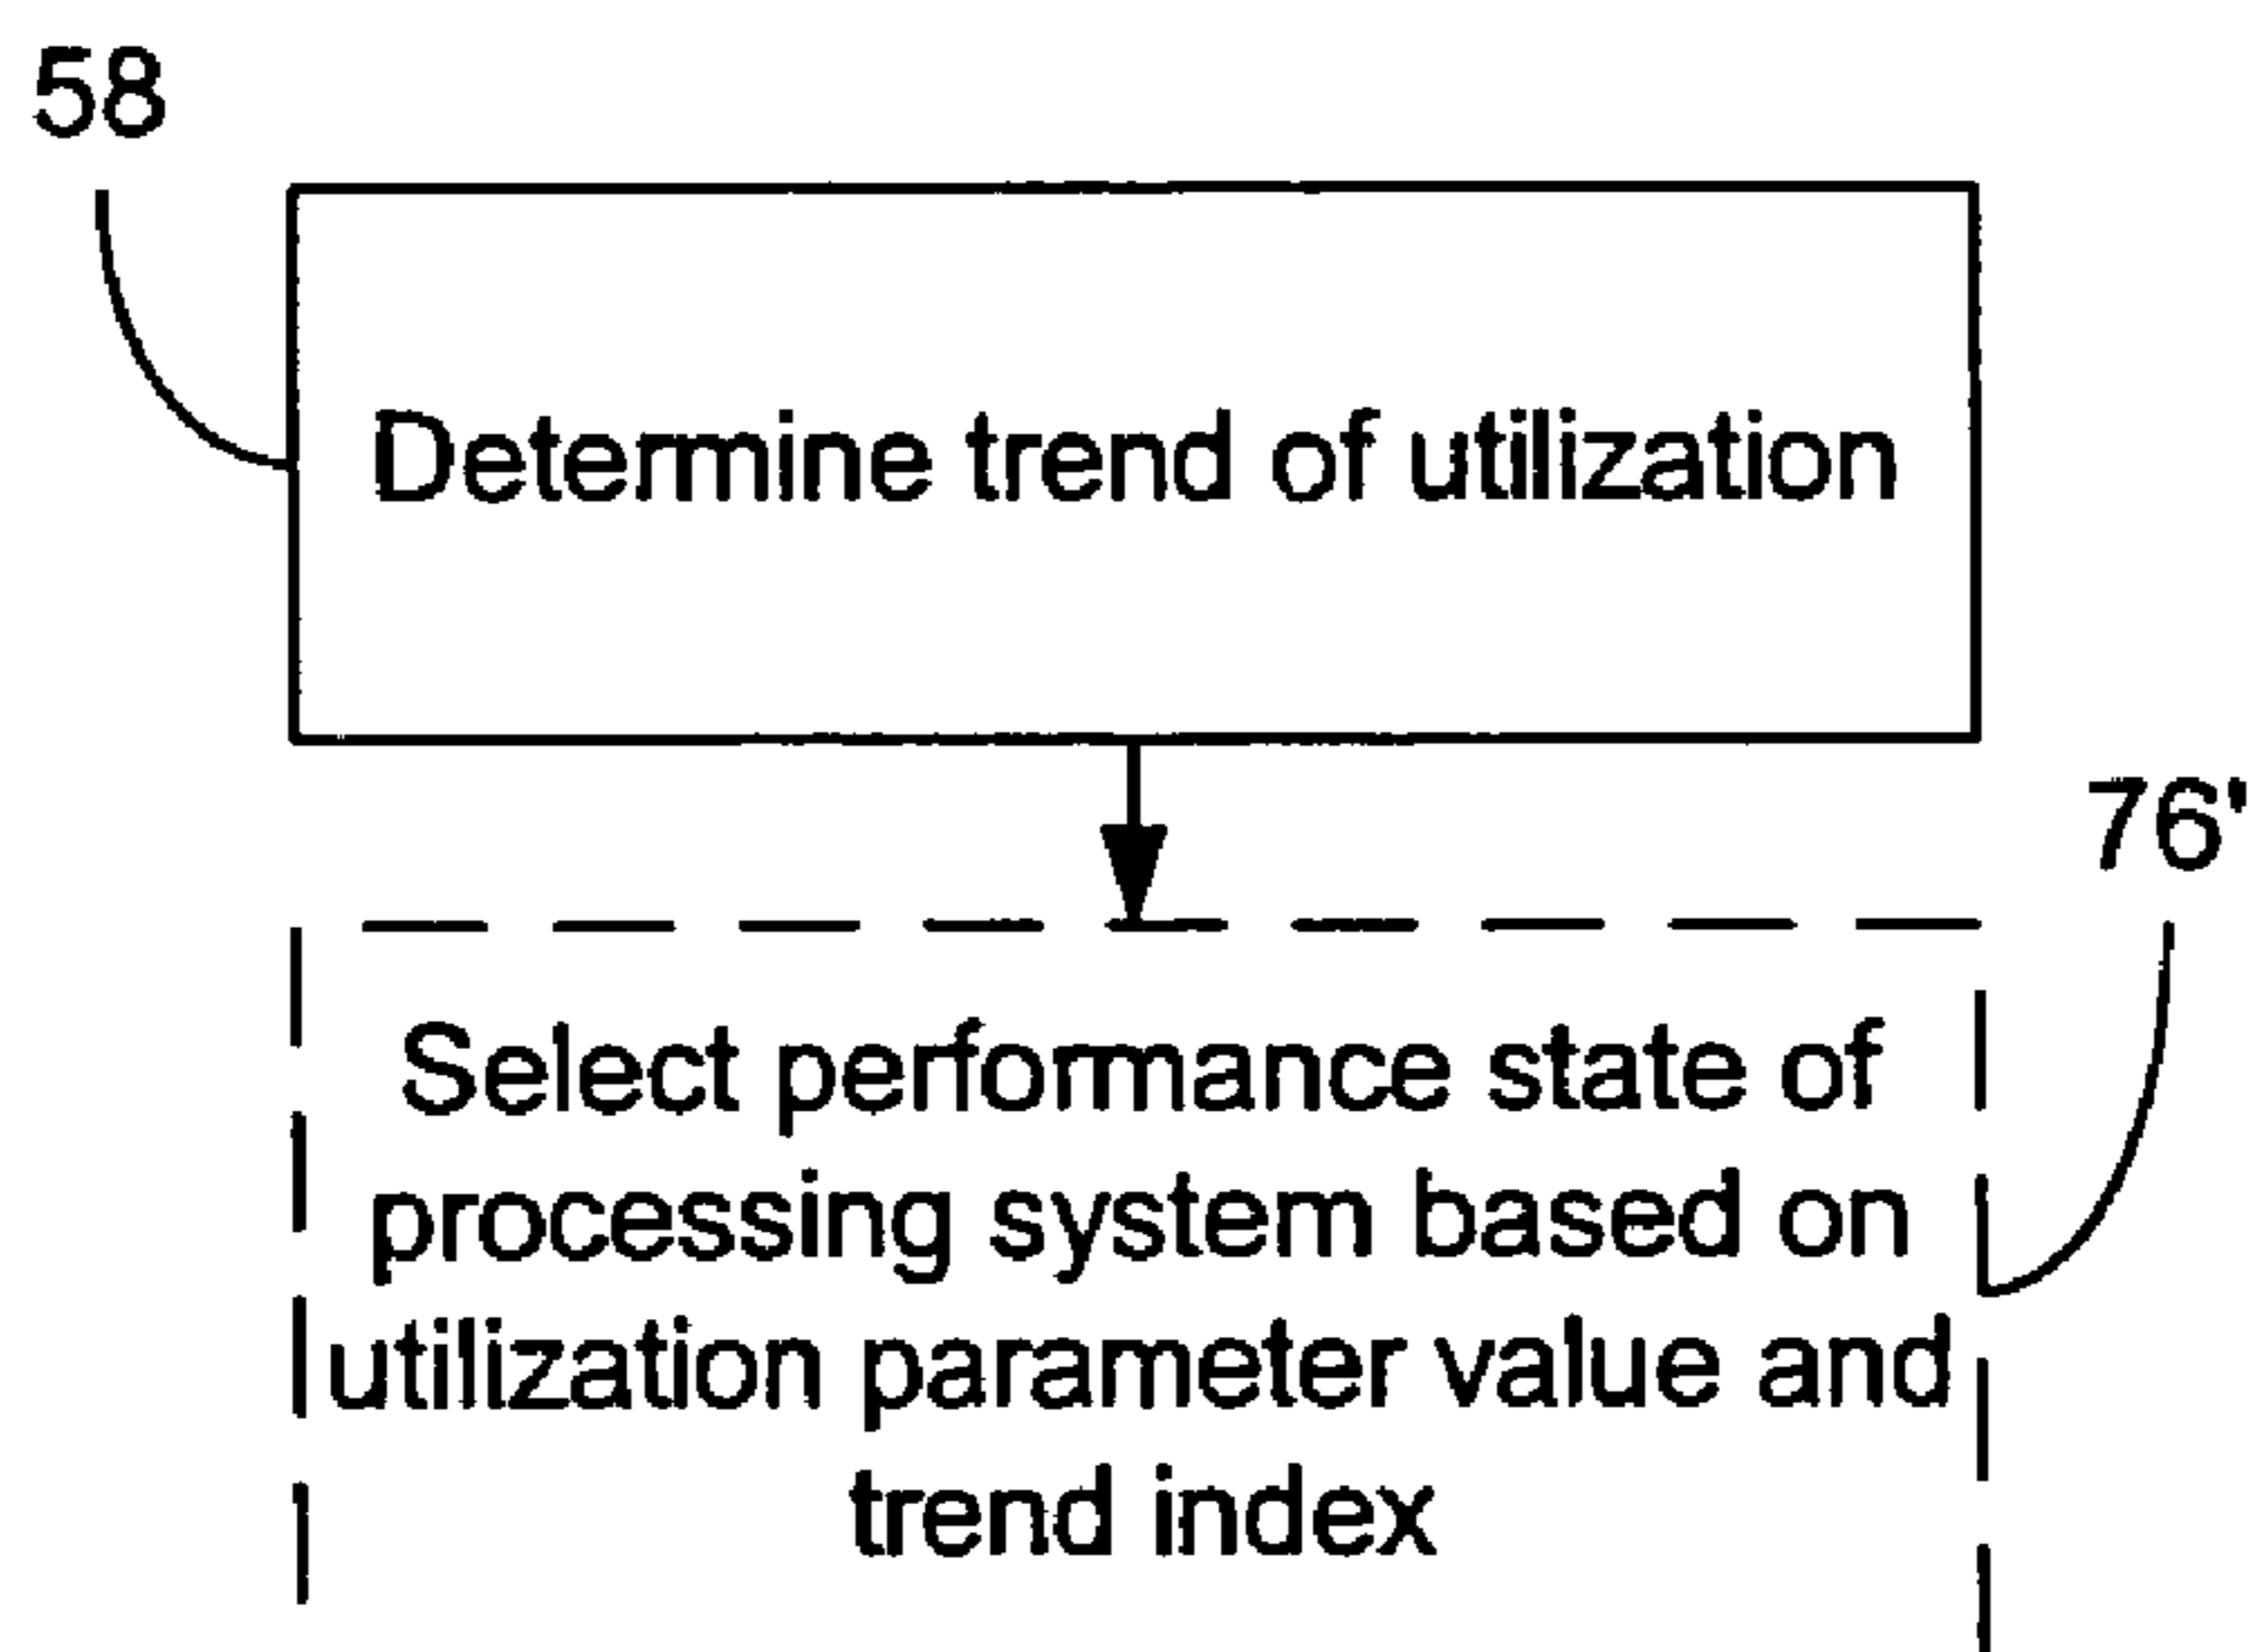 58
Determine trend of utilization
76'
Select performance state of
processing system based on
utilization parameter value and
trend index